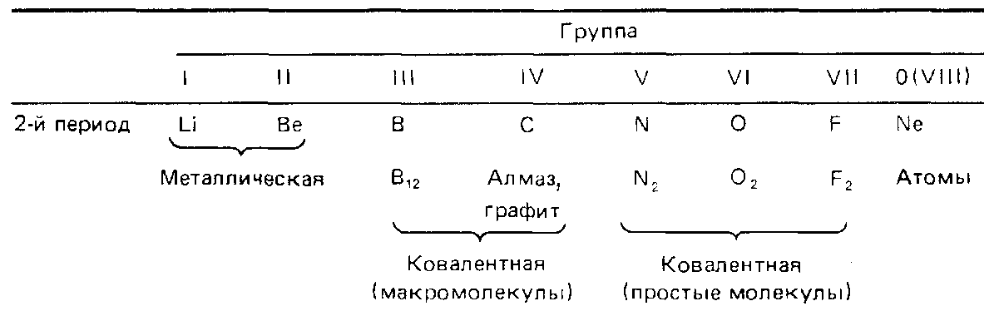 Группа
I II III IV V VI VII 0(VIII)
2-й период Li Be B C N O F Ne
Металлическая B₁₂ Алмаз, N₂ O₂ F₂ Атомы
графит
Ковалентная Ковалентная
(макромолекулы) (простые молекулы)